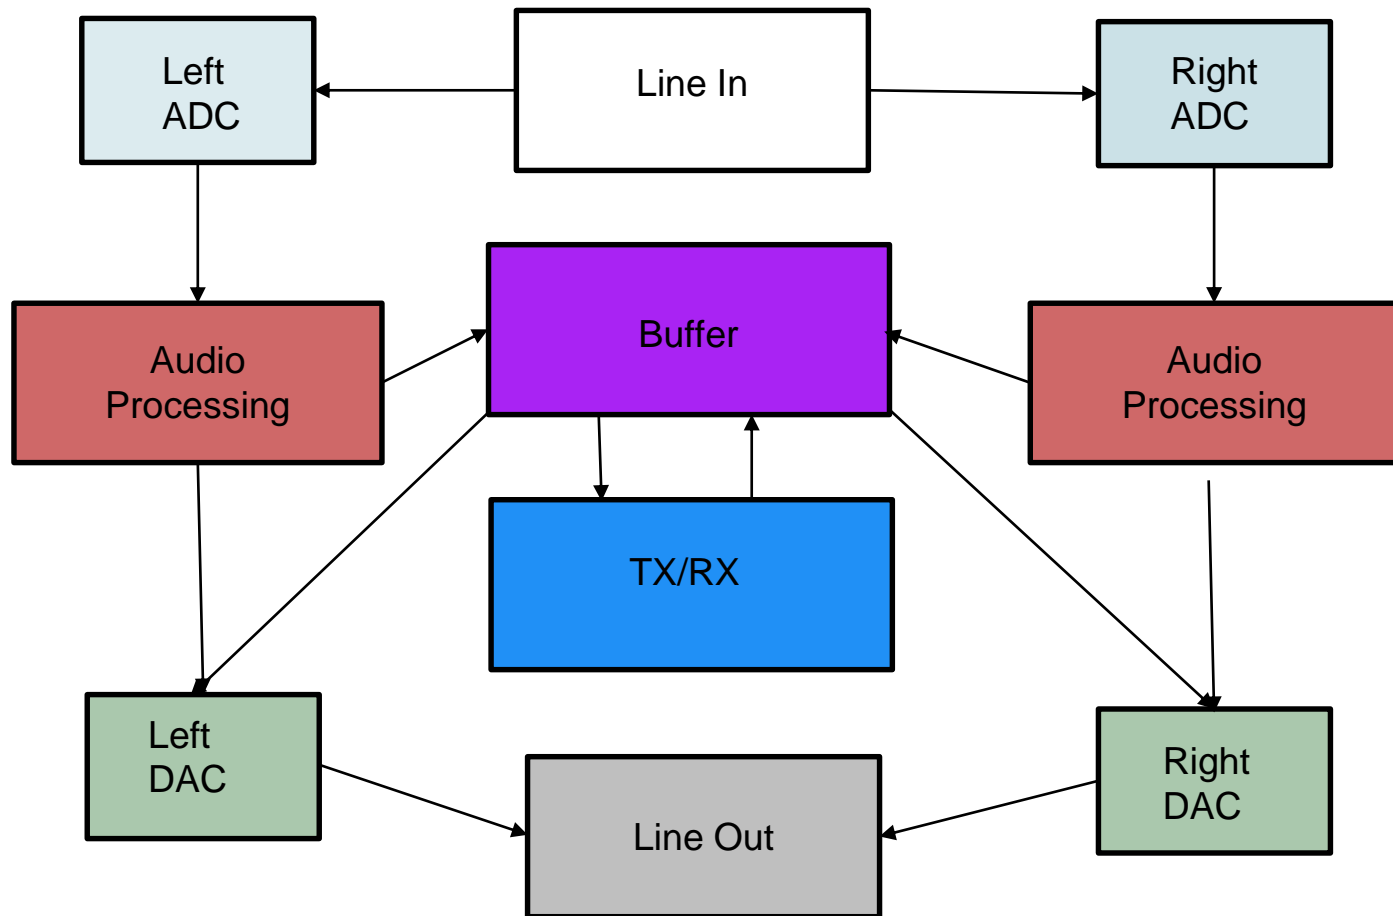 Left
ADC
Line In
Right
ADC
Audio
Processing
Buffer
Audio
Processing
TX/RX
Left
DAC
Line Out
Right
DAC